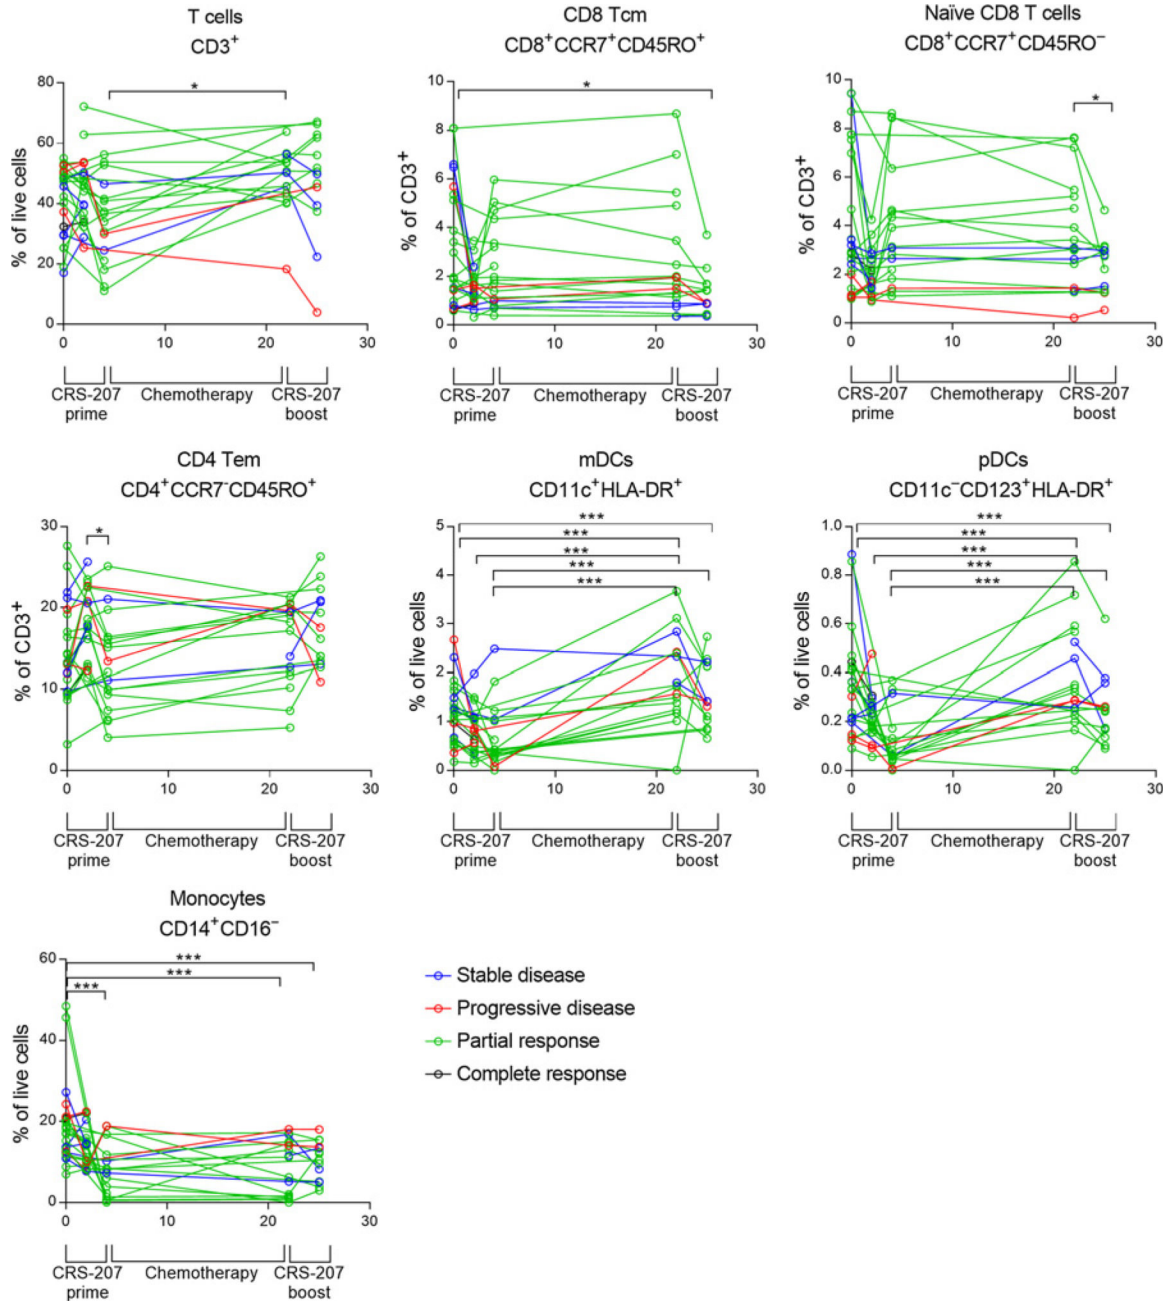 T cells
CD3+
*
% of live cells
80
60
40
20
0
0 10 20 30
CRS-207 prime
Chemotherapy
CRS-207 boost
CD8 Tcm
CD8+CCR7+CD45RO+
*
% of CD3+
10
8
6
4
2
0
0 10 20 30
CRS-207 prime
Chemotherapy
CRS-207 boost
Naïve CD8 T cells
CD8+CCR7+CD45RO−
*
% of CD3+
10
8
6
4
2
0
0 10 20 30
CRS-207 prime
Chemotherapy
CRS-207 boost
CD4 Tem
CD4+CCR7-CD45RO+
*
% of CD3+
30
20
10
0
0 10 20 30
CRS-207 prime
Chemotherapy
CRS-207 boost
mDCs
CD11c+HLA-DR+
***
***
***
***
***
% of live cells
5
4
3
2
1
0
0 10 20 30
CRS-207 prime
Chemotherapy
CRS-207 boost
pDCs
CD11c−CD123+HLA-DR+
***
***
***
***
***
% of live cells
1.0
0.8
0.6
0.4
0.2
0.0
0 10 20 30
CRS-207 prime
Chemotherapy
CRS-207 boost
Monocytes
CD14+CD16−
***
***
***
% of live cells
60
40
20
0
0 10 20 30
CRS-207 prime
Chemotherapy
CRS-207 boost
Stable disease
Progressive disease
Partial response
Complete response